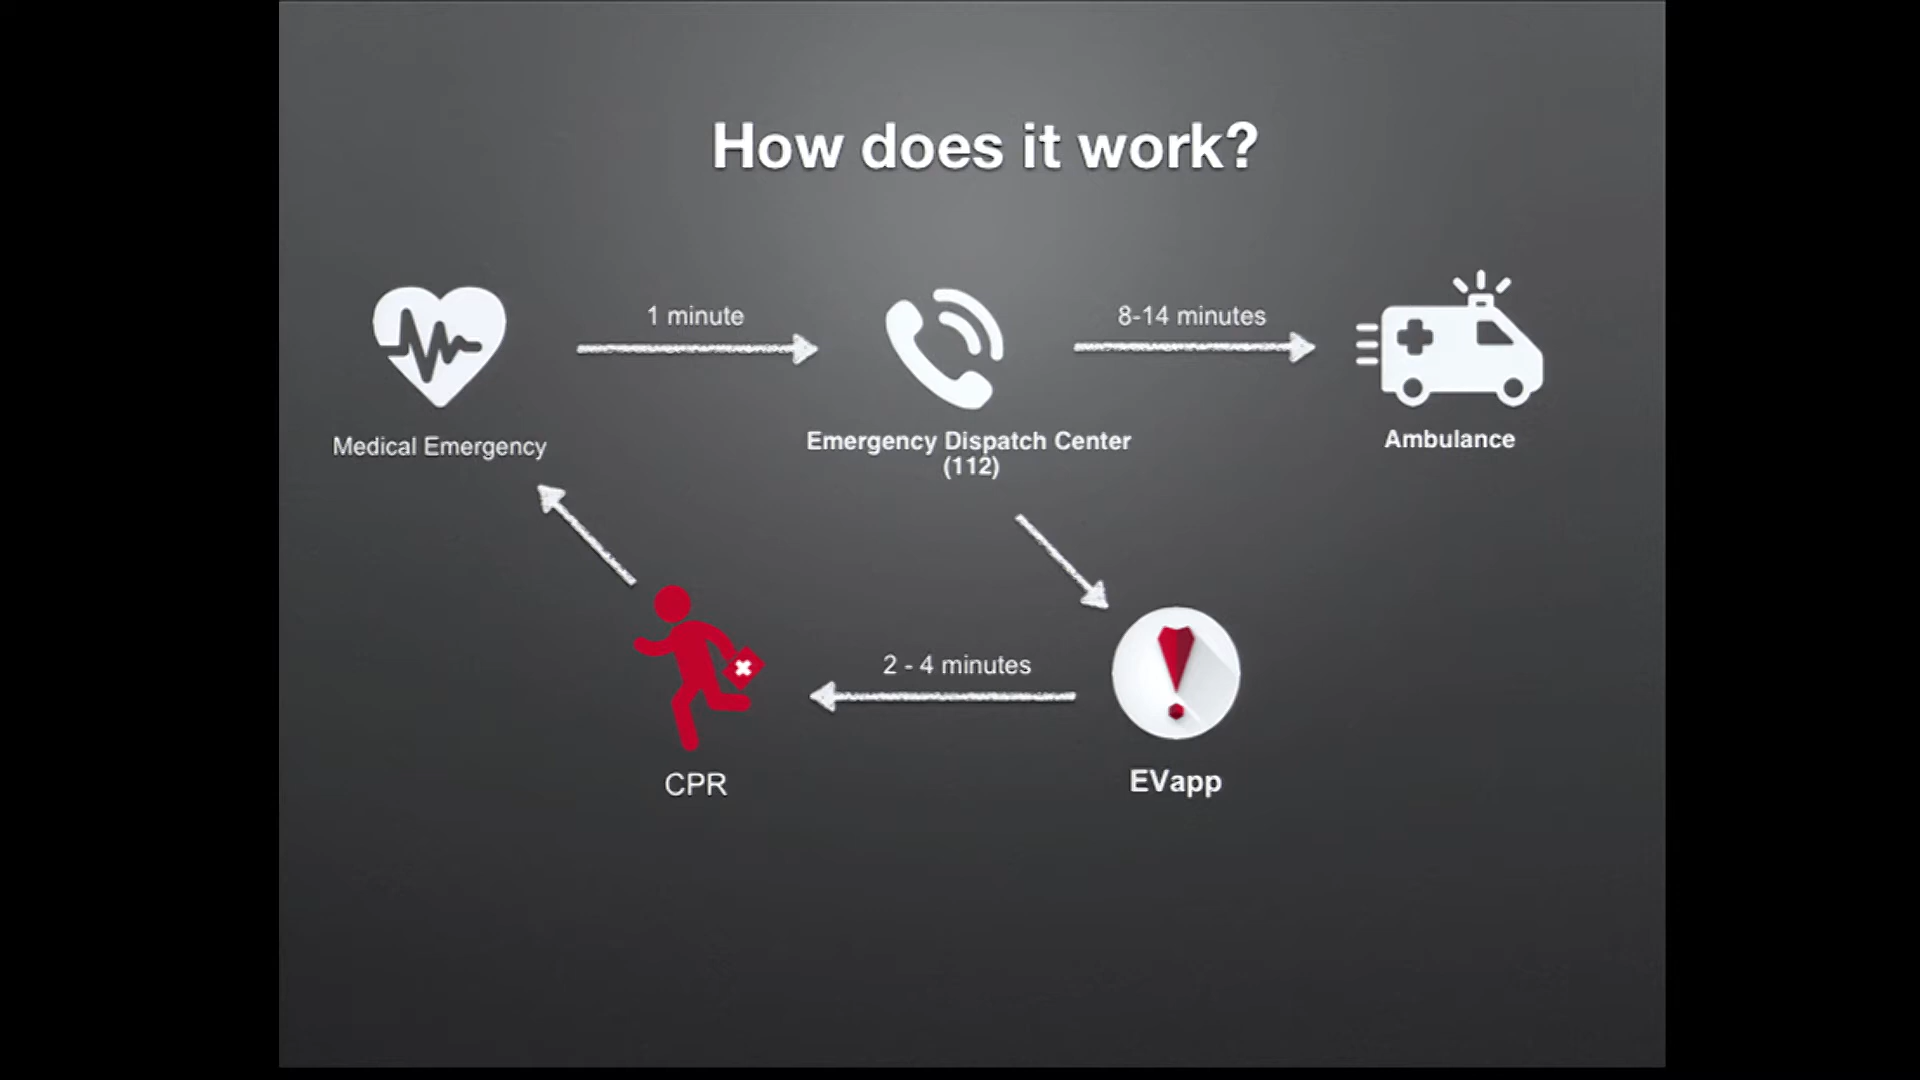 How does it work?
1 minute
8-14 minutes
Medical Emergency
Emergency Dispatch Center
(112)
Ambulance
2 - 4 minutes
CPR
EVapp